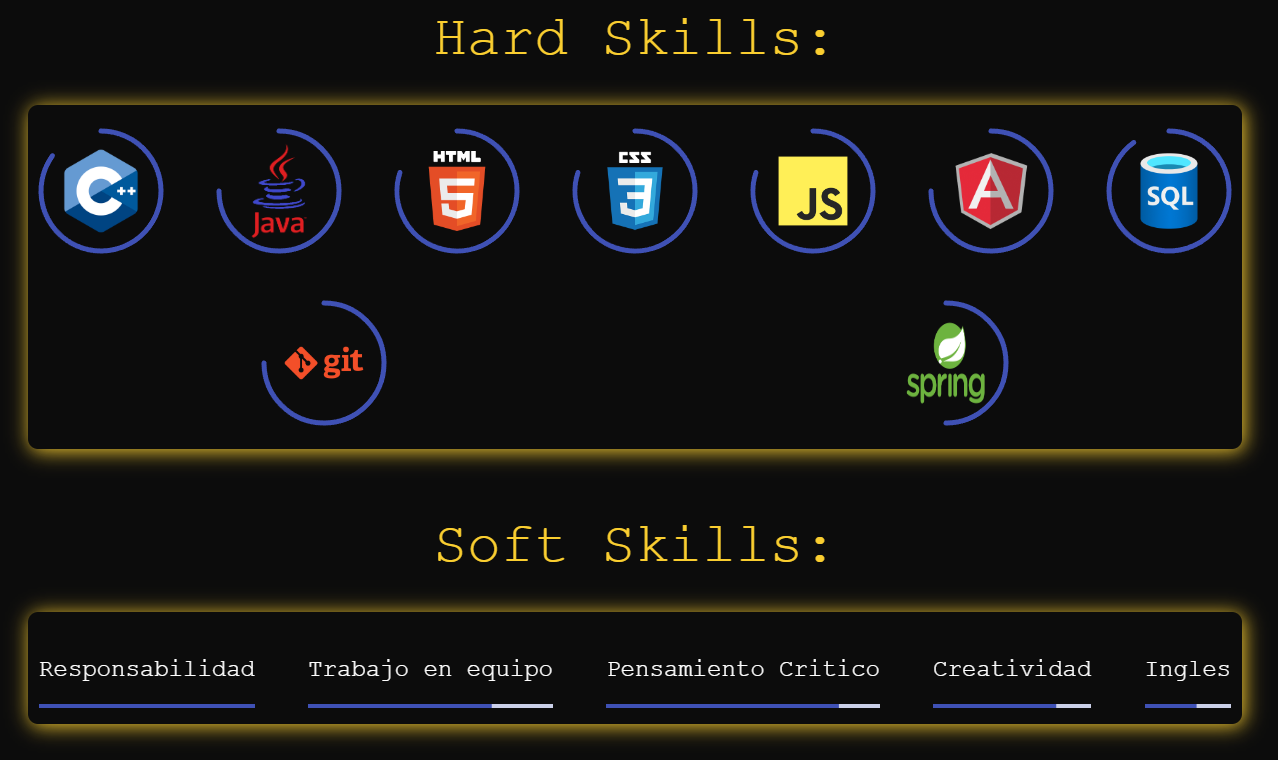 Hard Skills:
C++
Java
HTML
5
CSS
3
JS
A
SQL
git
spring
Soft Skills:
Responsabilidad
Trabajo en equipo
Pensamiento Critico
Creatividad
Ingles